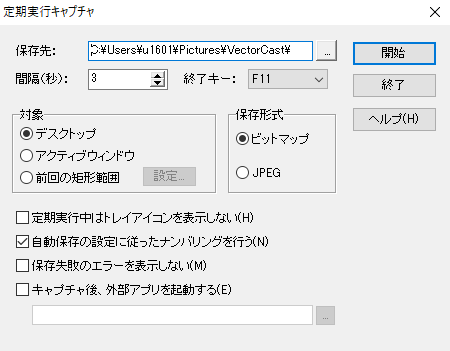 定期実行キャプチャ
保存先: C:¥Users¥u1601¥Pictures¥VectorCast¥ ... 開始
間隔(秒): 3 終了キー: F11 終了
対象 保存形式 ヘルプ(H)
デスクトップ ビットマップ
アクティブウィンドウ
前回の矩形範囲 設定... JPEG
定期実行中はトレイアイコンを表示しない(H)
自動保存の設定に従ったナンバリングを行う(N)
保存失敗のエラーを表示しない(M)
キャプチャ後、外部アプリを起動する(E)
...